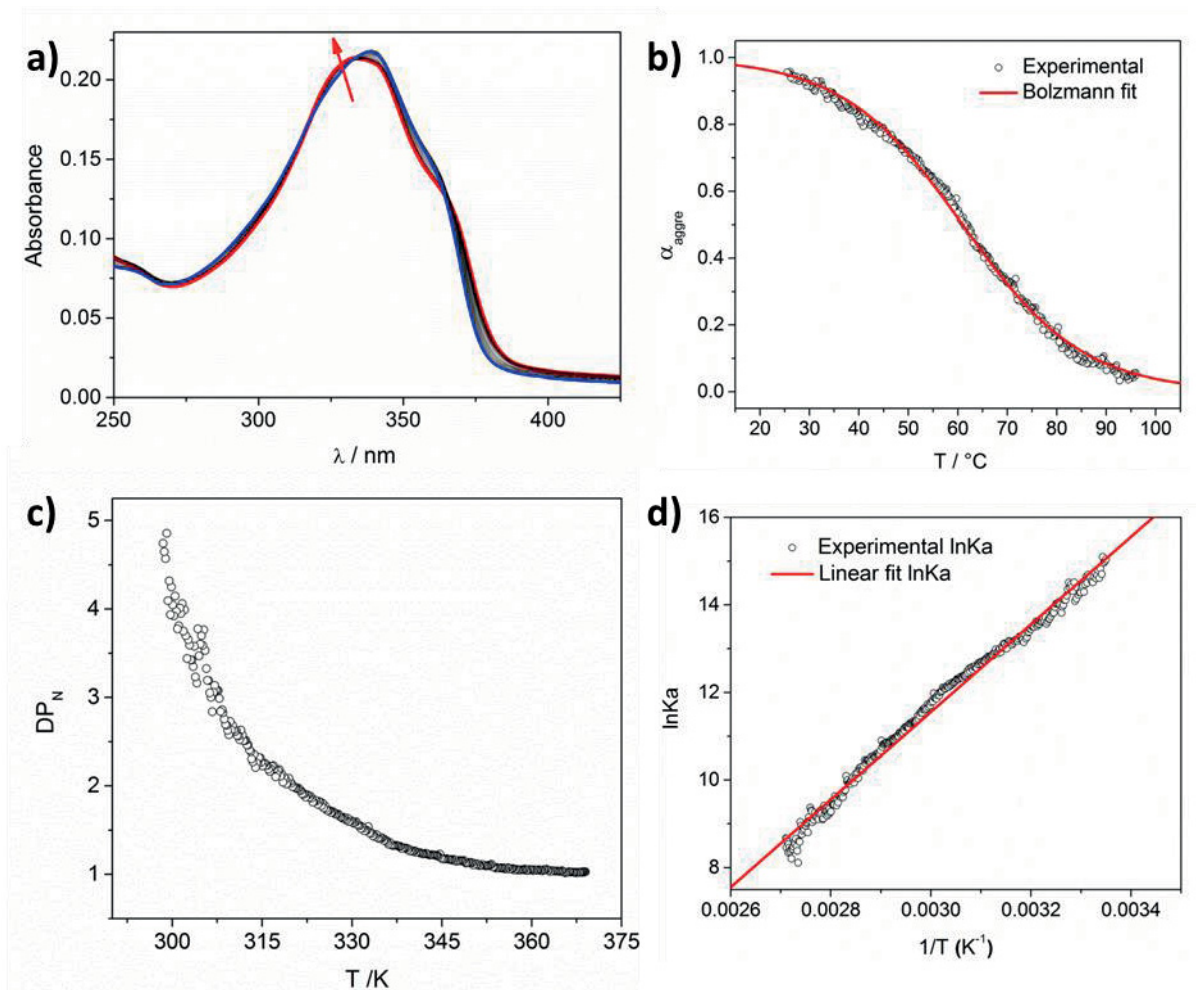 a)
0.20
0.15
0.10
0.05
0.00
Absorbance
250 300 350 400
λ / nm
b)
1.0
0.8
0.6
0.4
0.2
0.0
α aggre
Experimental
Bolzmann fit
20 30 40 50 60 70 80 90 100
T / °C
c)
5
4
3
2
1
DP N
300 315 330 345 360 375
T /K
d)
16
14
12
10
8
lnKa
Experimental lnKa
Linear fit lnKa
0.0026 0.0028 0.0030 0.0032 0.0034
1/T (K⁻¹)